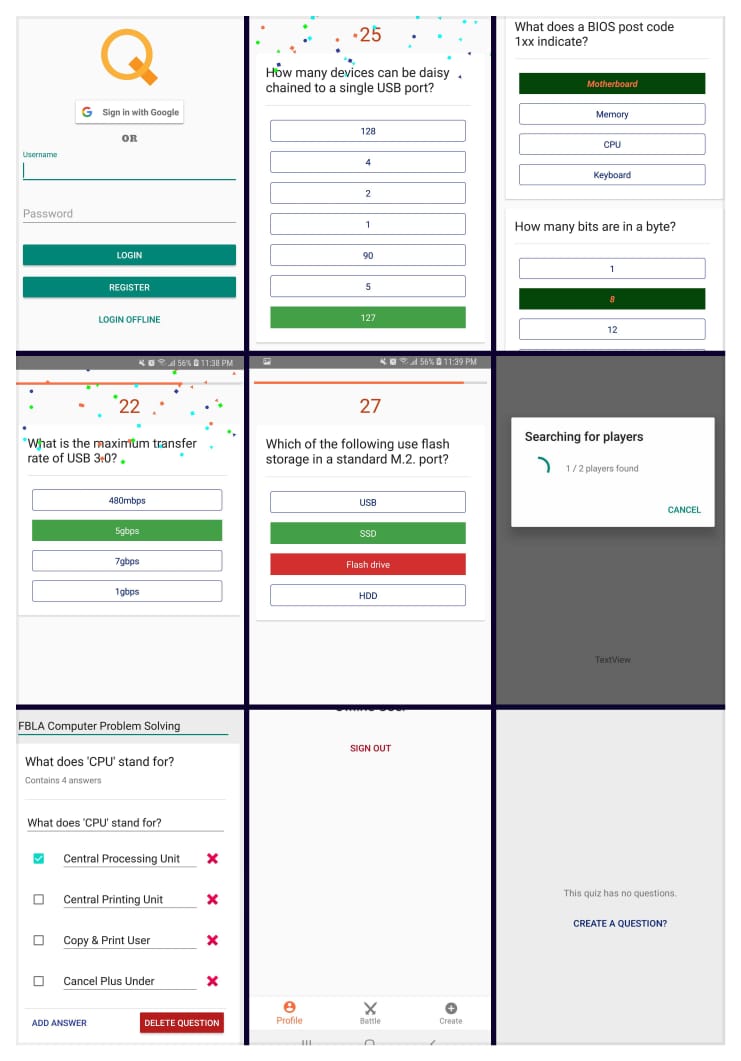 Sign in with Google
OR
Username
Password
LOGIN
REGISTER
LOGIN OFFLINE
25
How many devices can be daisy
chained to a single USB port?
128
4
2
1
90
5
127
What does a BIOS post code
1xx indicate?
Motherboard
Memory
CPU
Keyboard
How many bits are in a byte?
1
8
12
56% 11:38 PM
22
What is the maximum transfer
rate of USB 3.0?
480mbps
5gbps
7gbps
1gbps
56% 11:39 PM
27
Which of the following use flash
storage in a standard M.2. port?
USB
SSD
Flash drive
HDD
Searching for players
1 / 2 players found
CANCEL
TextView
FBLA Computer Problem Solving
What does 'CPU' stand for?
Contains 4 answers
What does 'CPU' stand for?
Central Processing Unit
Central Printing Unit
Copy & Print User
Cancel Plus Under
ADD ANSWER
DELETE QUESTION
SIGN OUT
Profile
Battle
Create
This quiz has no questions.
CREATE A QUESTION?